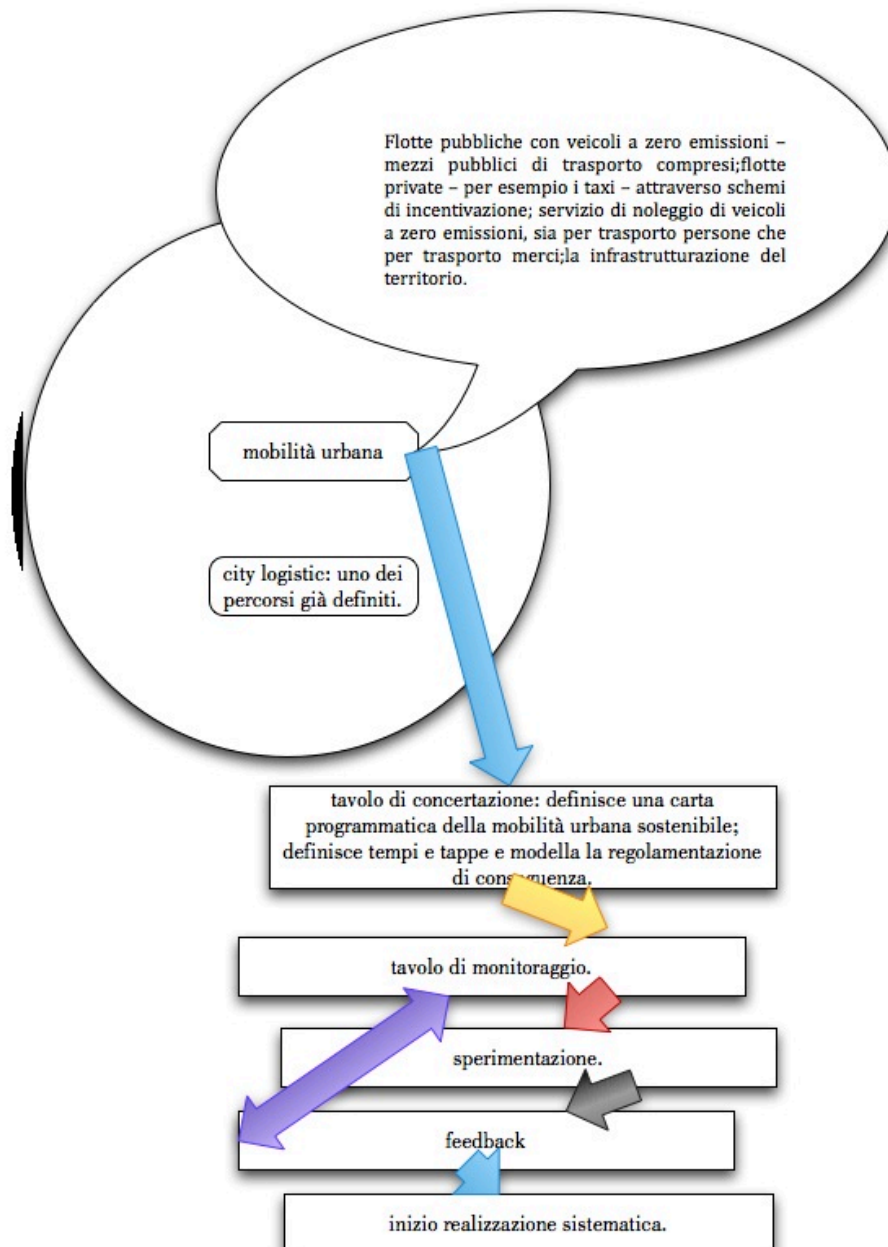 Flotte pubbliche con veicoli a zero emissioni –
mezzi pubblici di trasporto compresi;flotte
private – per esempio i taxi – attraverso schemi
di incentivazione; servizio di noleggio di veicoli
a zero emissioni, sia per trasporto persone che
per trasporto merci;la infrastrutturazione del
territorio.
mobilità urbana
city logistic: uno dei
percorsi già definiti.
tavolo di concertazione: definisce una carta
programmatica della mobilità urbana sostenibile;
definisce tempi e tappe e modella la regolamentazione
di conseguenza.
tavolo di monitoraggio.
sperimentazione.
feedback
inizio realizzazione sistematica.